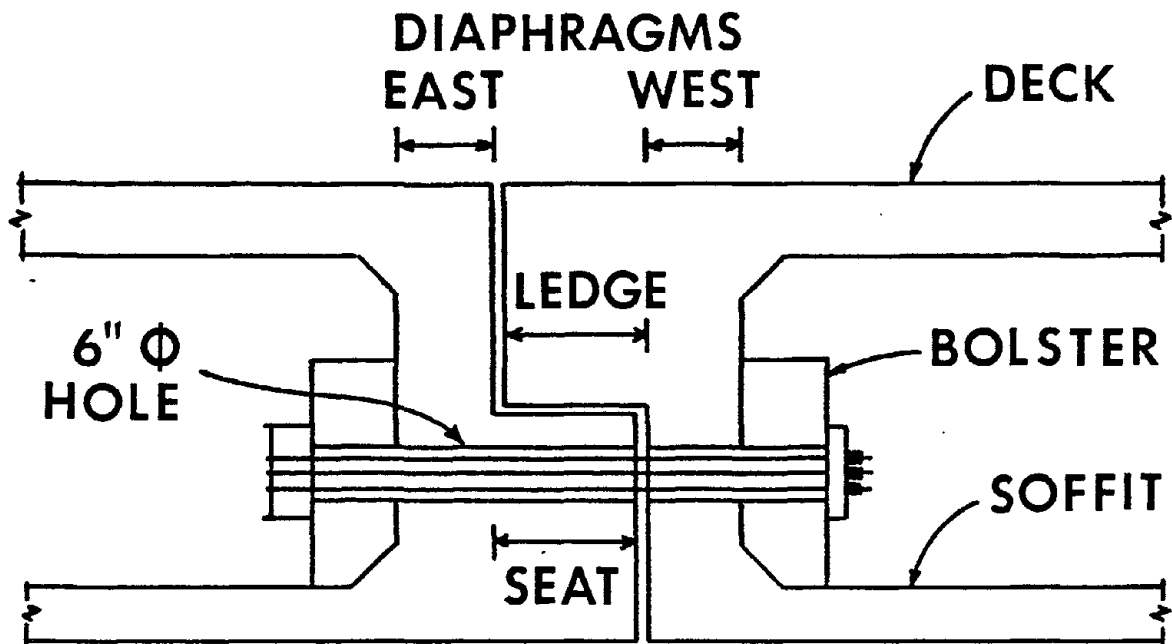 DIAPHRAGMS
EAST WEST
DECK
LEDGE
6" Φ
HOLE
BOLSTER
SOFFIT
SEAT